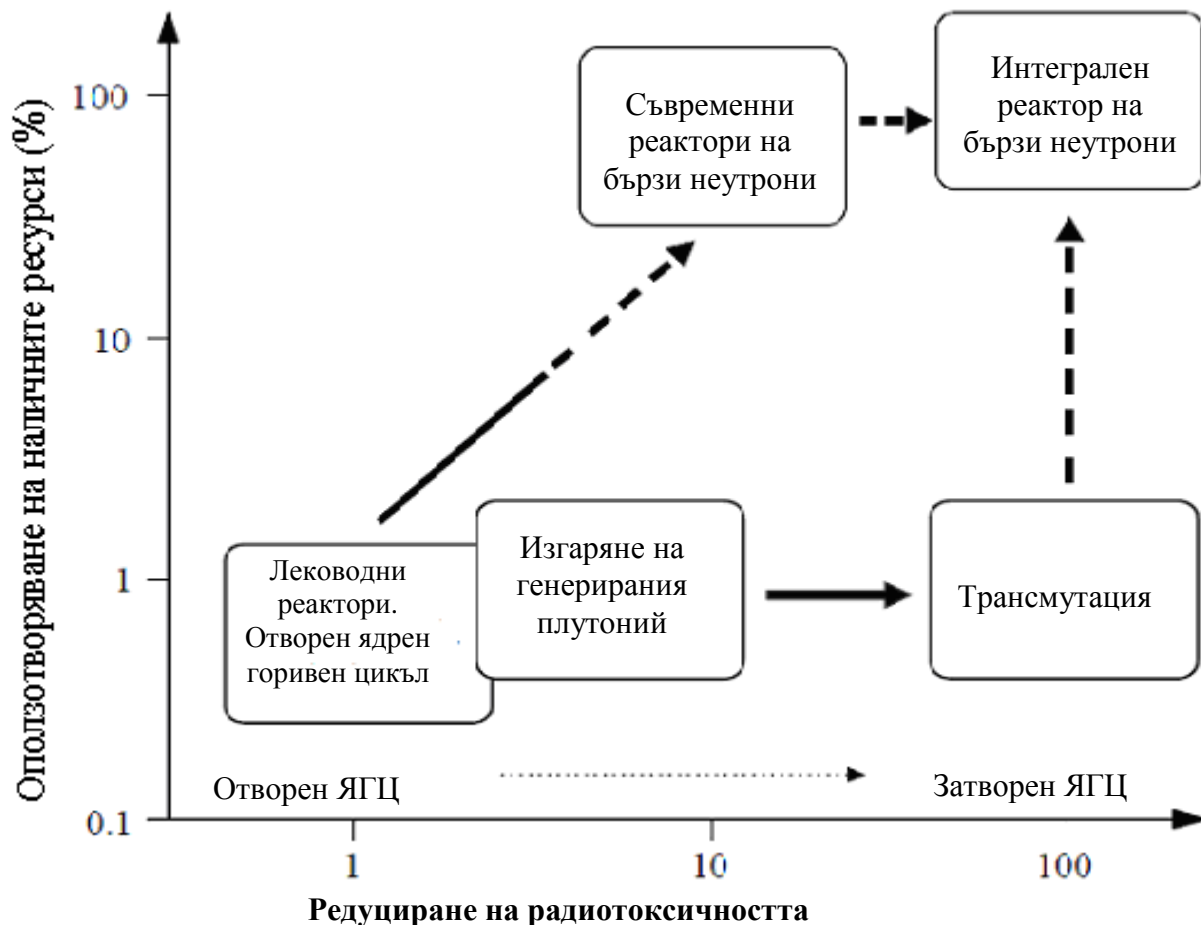 Оползотворяване на наличните ресурси (%)
100
10
1
0.1
Съвременни
реактори на
бързи неутрони
Интегрален
реактор на
бързи неутрони
Леководни
реактори.
Отворен ядрен
горивен цикъл
Изгаряне на
генерирания
плутоний
Трансмутация
Отворен ЯГЦ
Затворен ЯГЦ
1
10
100
Редуциране на радиотоксичността